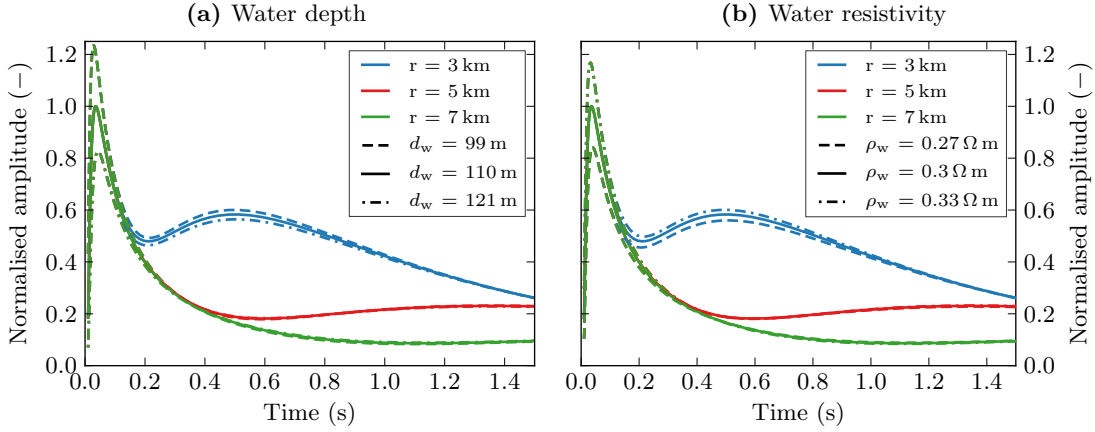 (a) Water depth
Normalised amplitude (−)
1.2
1.0
0.8
0.6
0.4
0.2
0.0
r = 3 km
r = 5 km
r = 7 km
d_w = 99 m
d_w = 110 m
d_w = 121 m
0.0 0.2 0.4 0.6 0.8 1.0 1.2 1.4
Time (s)
(b) Water resistivity
r = 3 km
r = 5 km
r = 7 km
ρ_w = 0.27 Ω m
ρ_w = 0.3 Ω m
ρ_w = 0.33 Ω m
0.0 0.2 0.4 0.6 0.8 1.0 1.2 1.4
Time (s)
1.2
1.0
0.8
0.6
0.4
0.2
0.0
Normalised amplitude (−)